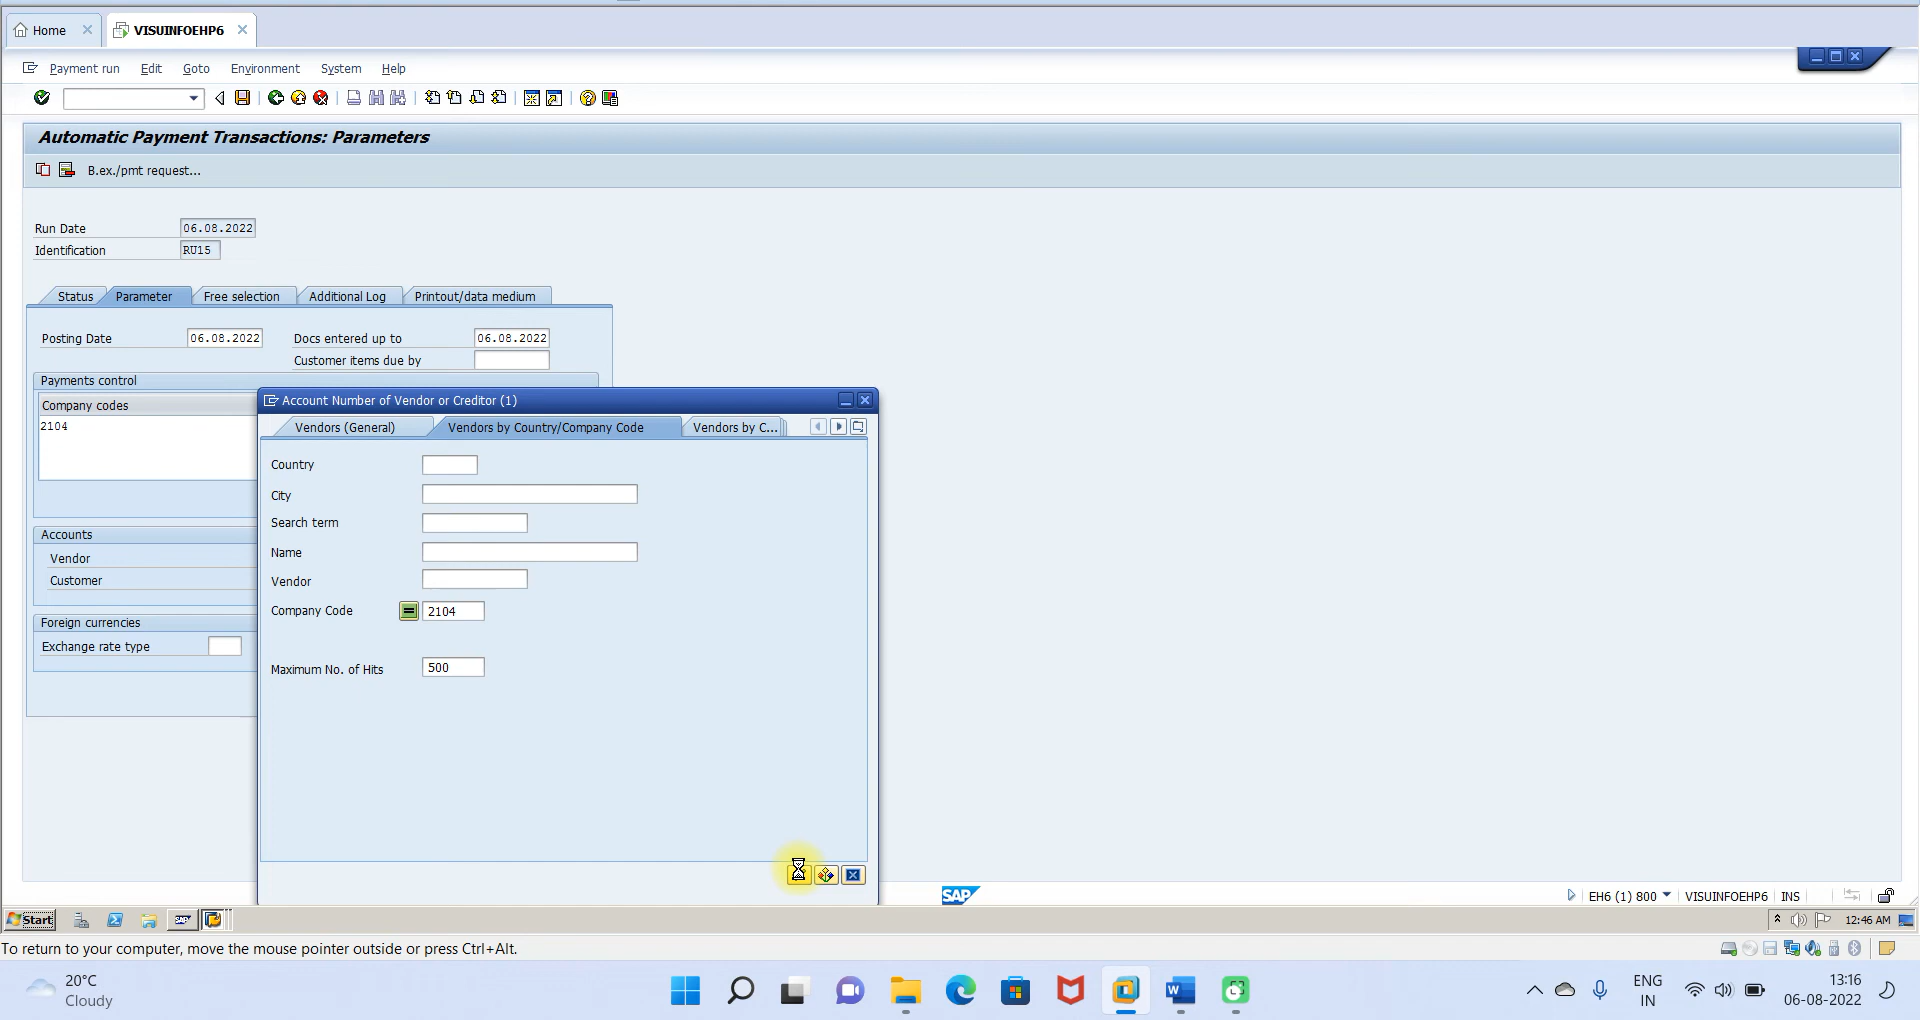 Home
VISUINFOEHP6
Payment run Edit Goto Environment System Help
Automatic Payment Transactions: Parameters
B.ex./pmt request...
Run Date 06.08.2022
Identification RU15
Status Parameter Free selection Additional Log Printout/data medium
Posting Date 06.08.2022 Docs entered up to 06.08.2022
Customer items due by
Payments control
Company codes
2104
Account Number of Vendor or Creditor (1)
Vendors (General) Vendors by Country/Company Code Vendors by C...
Country
City
Search term
Name
Vendor
Company Code 2104
Maximum No. of Hits 500
Accounts
Vendor
Customer
Foreign currencies
Exchange rate type
SAP
EH6 (1) 800 VISUINFOEHP6 INS
Start SAP 12:46 AM
To return to your computer, move the mouse pointer outside or press Ctrl+Alt.
20°C
Cloudy
W
ENG
IN
13:16
06-08-2022